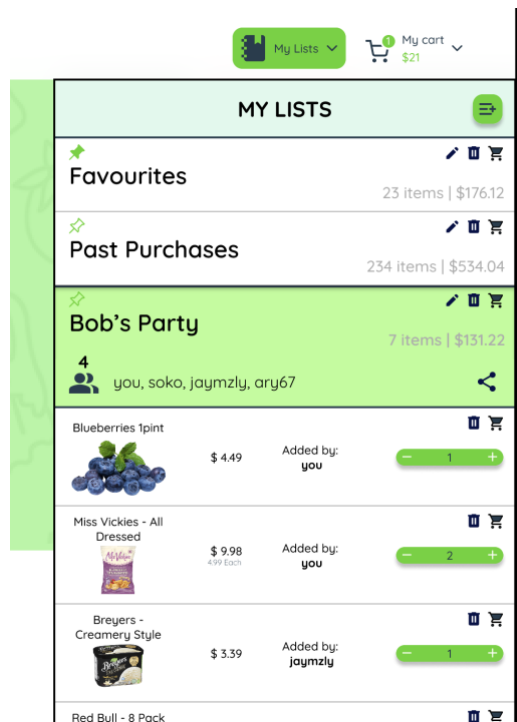 My Lists
1
My cart
$21
MY LISTS
Favourites
23 items | $176.12
Past Purchases
234 items | $534.04
Bob's Party
7 items | $131.22
4
you, soko, jaymzly, ary67
Blueberries 1pint
$ 4.49
Added by:
you
− 1 +
Miss Vickies - All
Dressed
$ 9.98
4.99 Each
Added by:
you
− 2 +
Breyers -
Creamery Style
$ 3.39
Added by:
jaymzly
− 1 +
Red Bull - 8 Pack